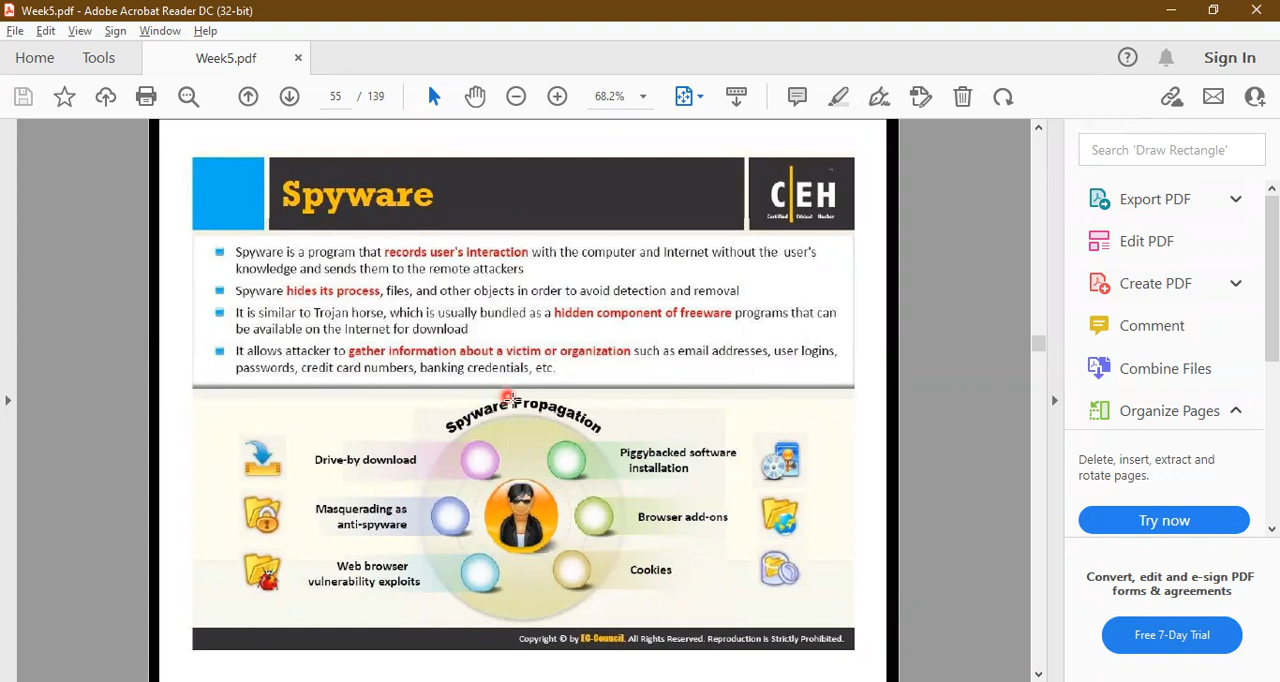 Week5.pdf - Adobe Acrobat Reader DC (32-bit)
File Edit View Sign Window Help
Home Tools Week5.pdf × Sign In
55 / 139 68.2%
Search 'Draw Rectangle'
Export PDF
Edit PDF
Create PDF
Comment
Combine Files
Organize Pages
Delete, insert, extract and
rotate pages.
Try now
Convert, edit and e-sign PDF
forms & agreements
Free 7-Day Trial
Spyware
C|EH
Certified Ethical Hacker
Spyware is a program that records user's interaction with the computer and Internet without the user's
knowledge and sends them to the remote attackers
Spyware hides its process, files, and other objects in order to avoid detection and removal
It is similar to Trojan horse, which is usually bundled as a hidden component of freeware programs that can
be available on the Internet for download
It allows attacker to gather information about a victim or organization such as email addresses, user logins,
passwords, credit card numbers, banking credentials, etc.
Spyware Propagation
Drive-by download
Masquerading as
anti-spyware
Web browser
vulnerability exploits
Piggybacked software
installation
Browser add-ons
Cookies
Copyright © by EC-Council. All Rights Reserved. Reproduction is Strictly Prohibited.